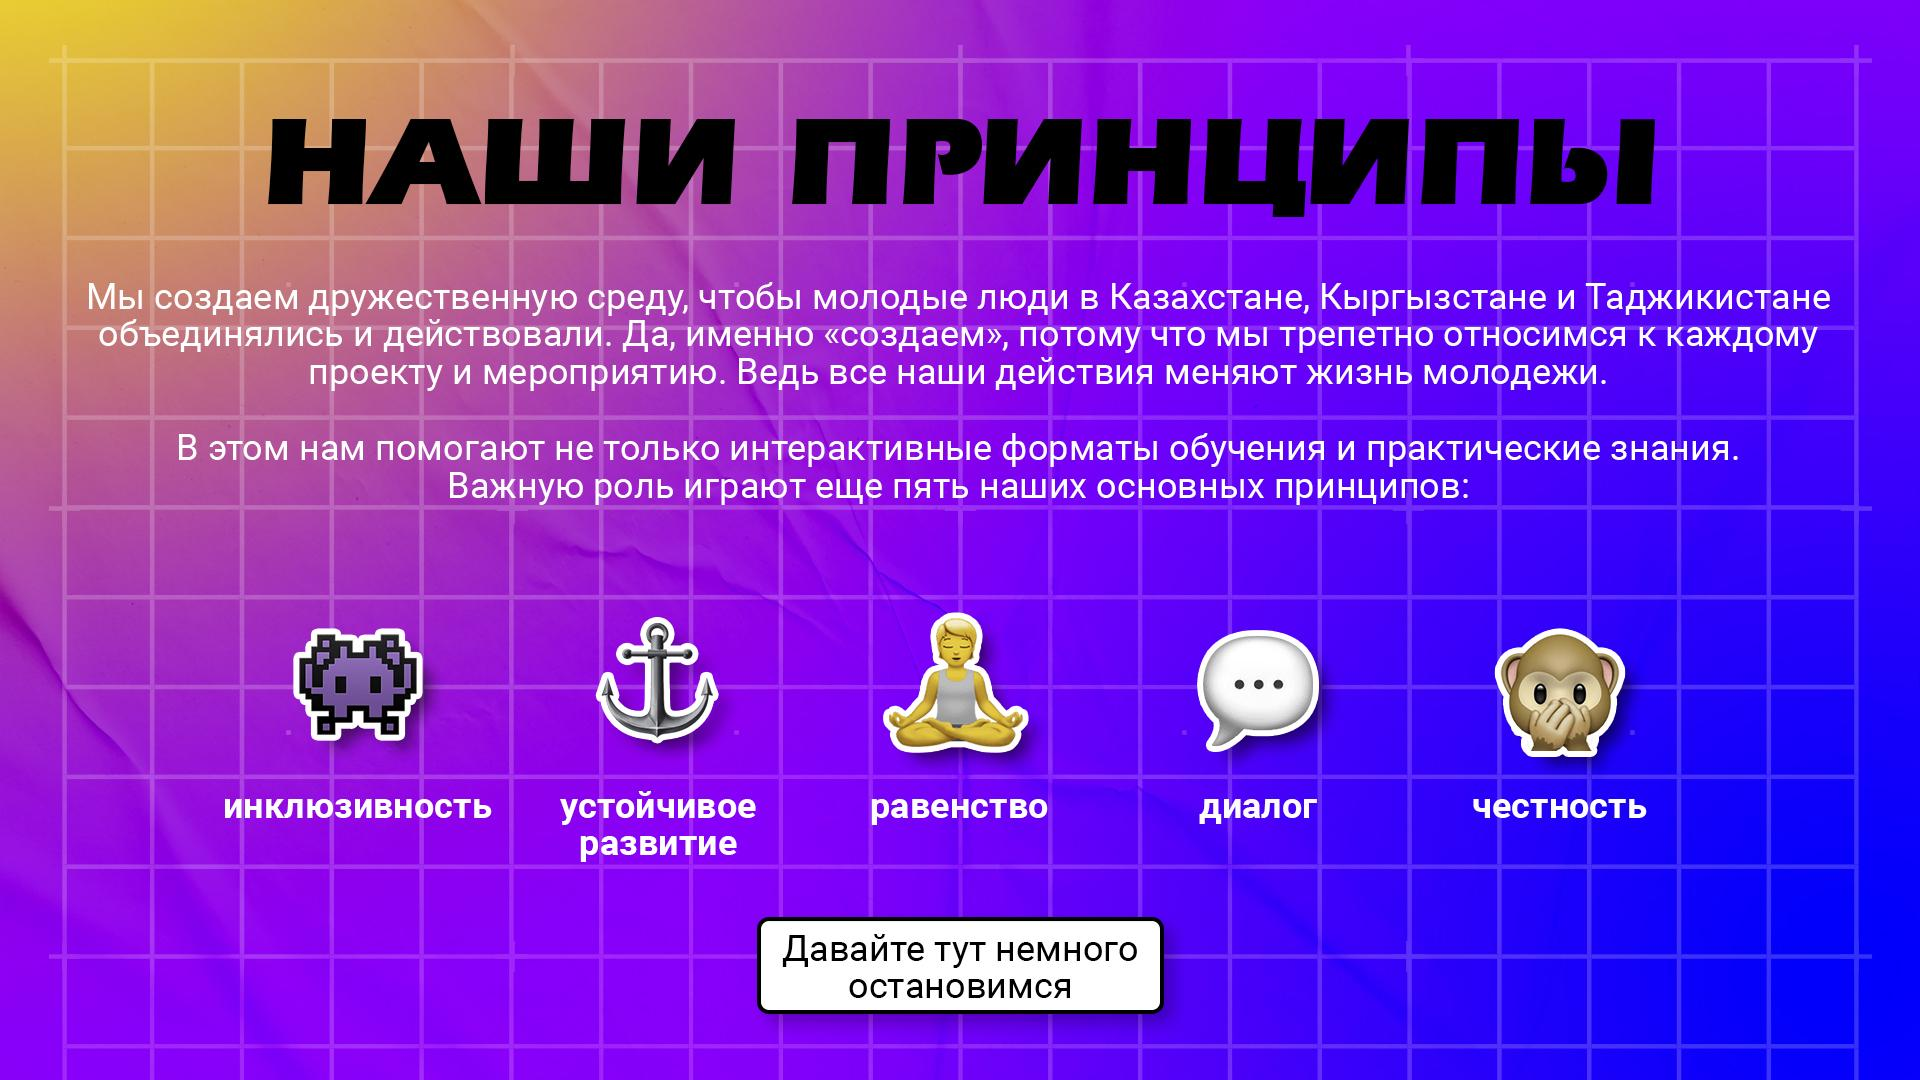 НАШИ ПРИНЦИПЫ
Мы создаем дружественную среду, чтобы молодые люди в Казахстане, Кыргызстане и Таджикистане
объединялись и действовали. Да, именно «создаем», потому что мы трепетно относимся к каждому
проекту и мероприятию. Ведь все наши действия меняют жизнь молодежи.
В этом нам помогают не только интерактивные форматы обучения и практические знания.
Важную роль играют еще пять наших основных принципов:
инклюзивность
устойчивое
развитие
равенство
диалог
честность
Давайте тут немного
остановимся